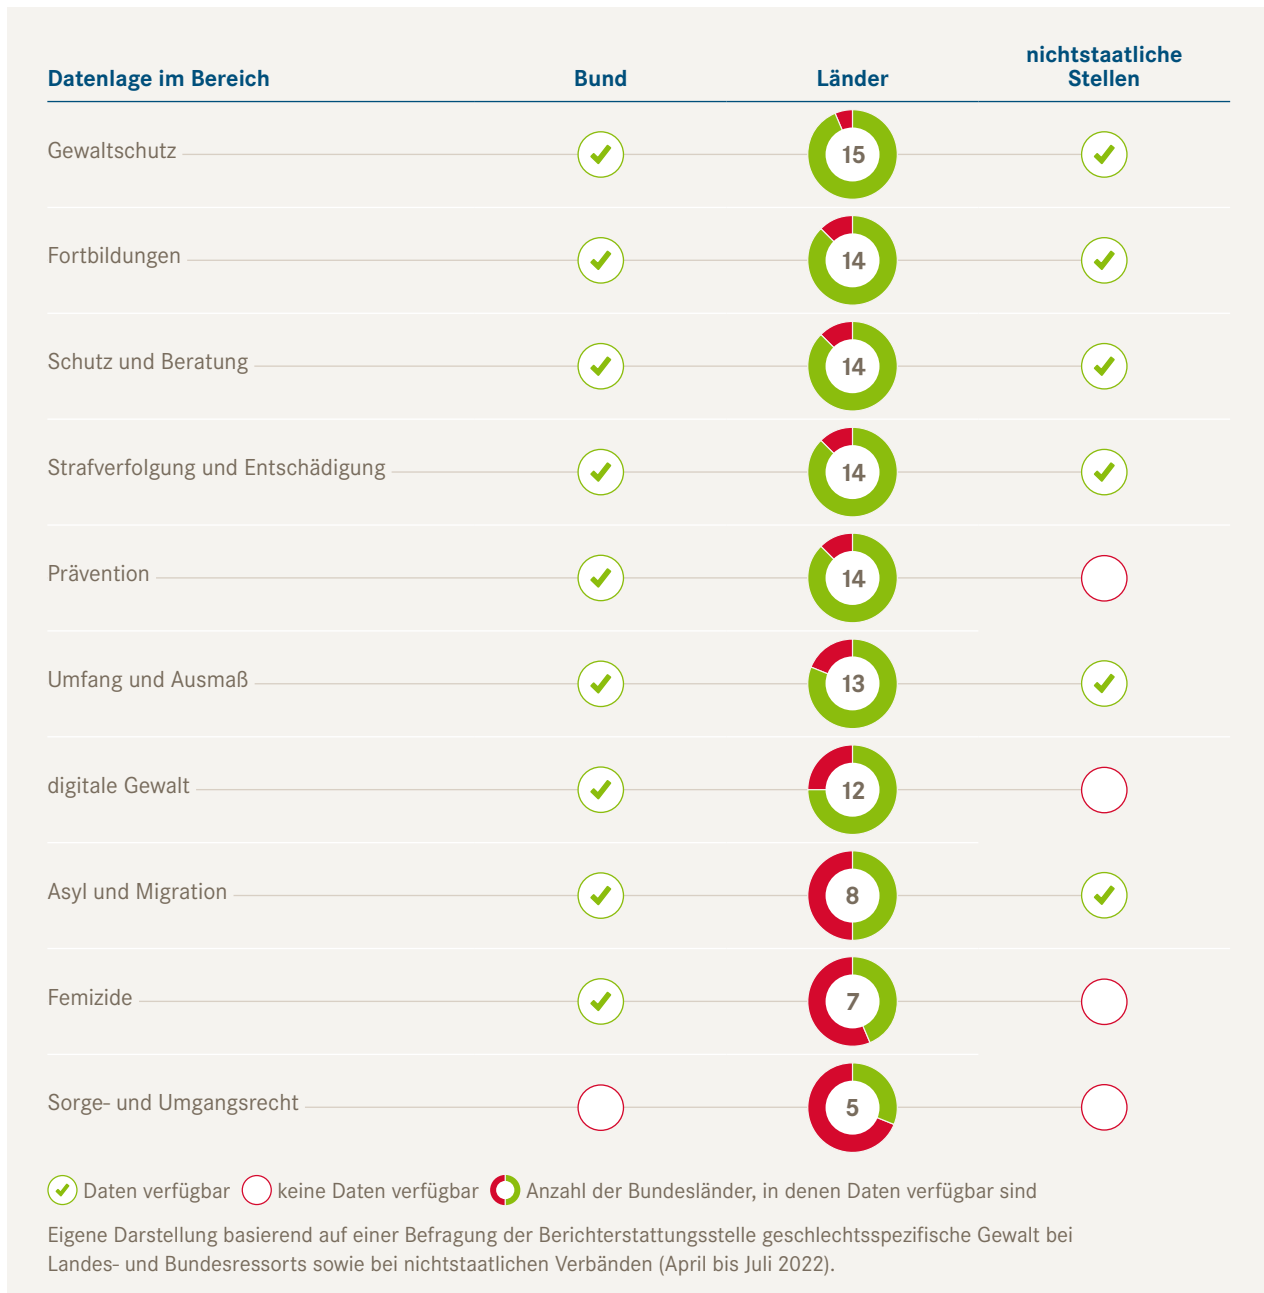 nichtstaatliche
Datenlage im Bereich Bund Länder Stellen
Gewaltschutz 15
Fortbildungen 14
Schutz und Beratung 14
Strafverfolgung und Entschädigung 14
Prävention 14
Umfang und Ausmaß 13
digitale Gewalt 12
Asyl und Migration 8
Femizide 7
Sorge- und Umgangsrecht 5
Daten verfügbar keine Daten verfügbar Anzahl der Bundesländer, in denen Daten verfügbar sind
Eigene Darstellung basierend auf einer Befragung der Berichterstattungsstelle geschlechtsspezifische Gewalt bei
Landes- und Bundesressorts sowie bei nichtstaatlichen Verbänden (April bis Juli 2022).